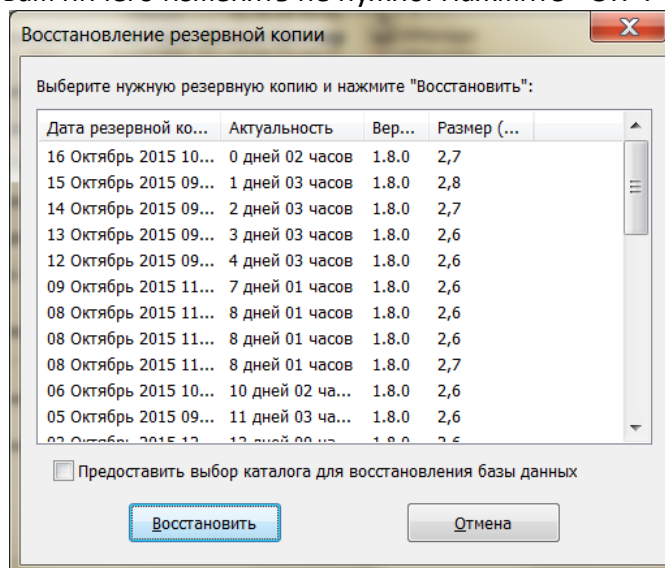 Восстановление резервной копии
Выберите нужную резервную копию и нажмите "Восстановить":
Дата резервной ко... Актуальность Вер... Размер (...
16 Октябрь 2015 10... 0 дней 02 часов 1.8.0 2,7
15 Октябрь 2015 09... 1 дней 03 часов 1.8.0 2,8
14 Октябрь 2015 09... 2 дней 03 часов 1.8.0 2,7
13 Октябрь 2015 09... 3 дней 03 часов 1.8.0 2,6
12 Октябрь 2015 09... 4 дней 03 часов 1.8.0 2,6
09 Октябрь 2015 11... 7 дней 01 часов 1.8.0 2,6
08 Октябрь 2015 11... 8 дней 01 часов 1.8.0 2,6
08 Октябрь 2015 11... 8 дней 01 часов 1.8.0 2,6
08 Октябрь 2015 11... 8 дней 01 часов 1.8.0 2,7
06 Октябрь 2015 10... 10 дней 02 ча... 1.8.0 2,6
05 Октябрь 2015 09... 11 дней 03 ча... 1.8.0 2,6
Предоставить выбор каталога для восстановления базы данных
Восстановить Отмена